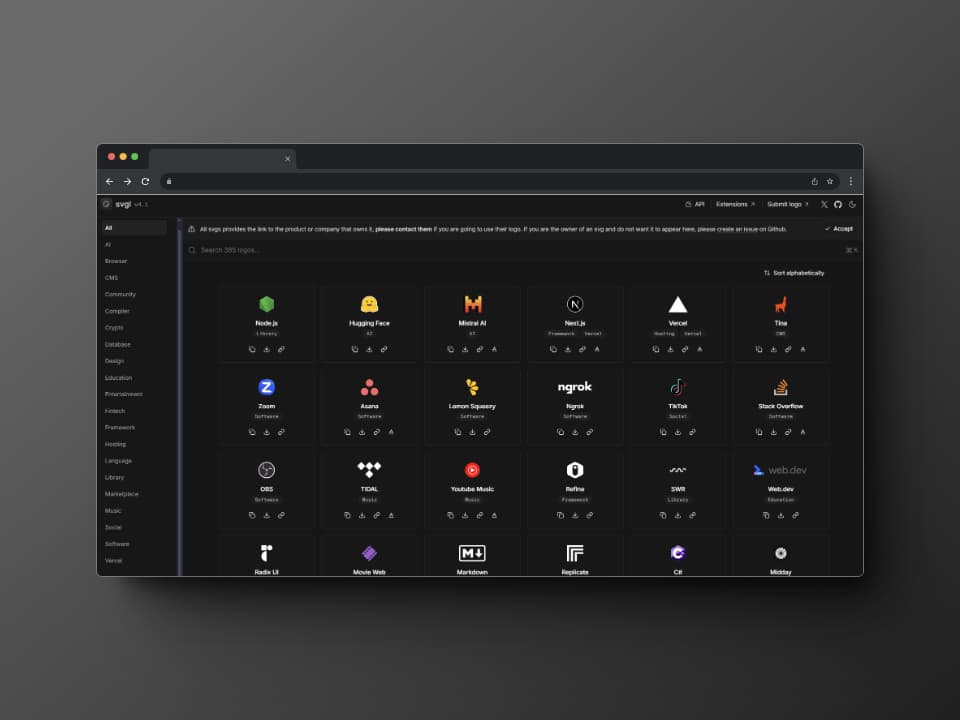 svgl v4.1
API Extensions Submit logo
All
AI
Browser
CMS
Community
Compiler
Crypto
Database
Design
Education
Entertainment
Fintech
Framework
Hosting
Language
Library
Marketplace
Music
Social
Software
Vercel
All svgs provides the link to the product or company that owns it, please contact them if you are going to use their logo. If you are the owner of an svg and do not want it to appear here, please create an issue on Github.
Accept
Search 385 logos...
⌘ K
Sort alphabetically
Node.js
Library
Hugging Face
AI
Mistral AI
AI
N
Next.js
Framework Vercel
Vercel
Hosting Vercel
Tina
CMS
Z
Zoom
Software
Asana
Software
Lemon Squeezy
Software
ngrok
Ngrok
Software
TikTok
Social
Stack Overflow
Software
OBS
Software
TIDAL
Music
Youtube Music
Music
Refine
Framework
SWR
Library
web.dev
Web.dev
Education
Radix UI
Movie Web
M
Markdown
Replicate
C
C#
Midday